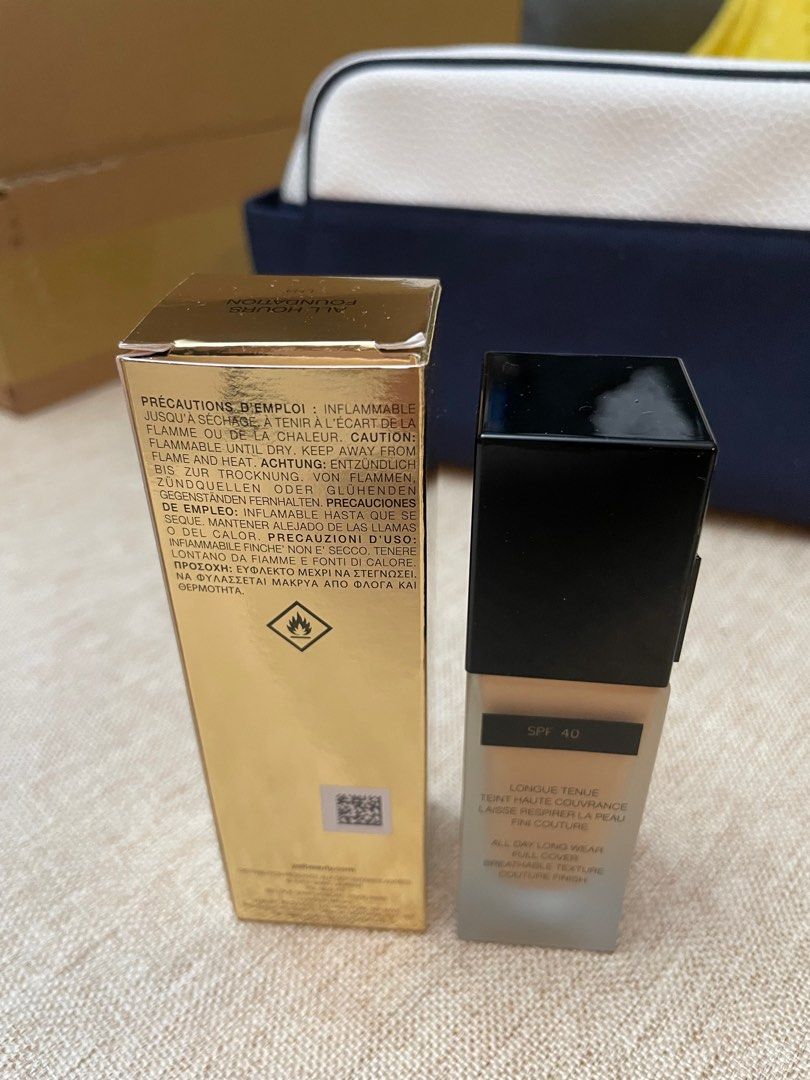 ALL HOURS
FOUNDATION
PRÉCAUTIONS D'EMPLOI : INFLAMMABLE
JUSQU'À SÉCHAGE, À TENIR À L'ÉCART DE LA
FLAMME OU DE LA CHALEUR. CAUTION:
FLAMMABLE UNTIL DRY. KEEP AWAY FROM
FLAME AND HEAT. ACHTUNG: ENTZÜNDLICH
BIS ZUR TROCKNUNG. VON FLAMMEN,
ZÜNDQUELLEN ODER GLÜHENDEN
GEGENSTÄNDEN FERNHALTEN. PRECAUCIONES
DE EMPLEO: INFLAMABLE HASTA QUE SE
SEQUE. MANTENER ALEJADO DE LAS LLAMAS
O DEL CALOR. PRECAUZIONI D'USO:
INFIAMMABILE FINCHE' NON E' SECCO. TENERE
LONTANO DA FIAMME E FONTI DI CALORE.
ΠΡΟΣΟΧΗ: ΕΥΦΛΕΚΤΟ ΜΕΧΡΙ ΝΑ ΣΤΕΓΝΩΣΕΙ.
ΝΑ ΦΥΛΑΣΣΕΤΑΙ ΜΑΚΡΥΑ ΑΠΟ ΦΛΟΓΑ ΚΑΙ
ΘΕΡΜΟΤΗΤΑ.
yslbeauty.com
SPF 40
LONGUE TENUE
TEINT HAUTE COUVRANCE
LAISSE RESPIRER LA PEAU
FINI COUTURE
ALL DAY LONG WEAR
FULL COVER
BREATHABLE TEXTURE
COUTURE FINISH